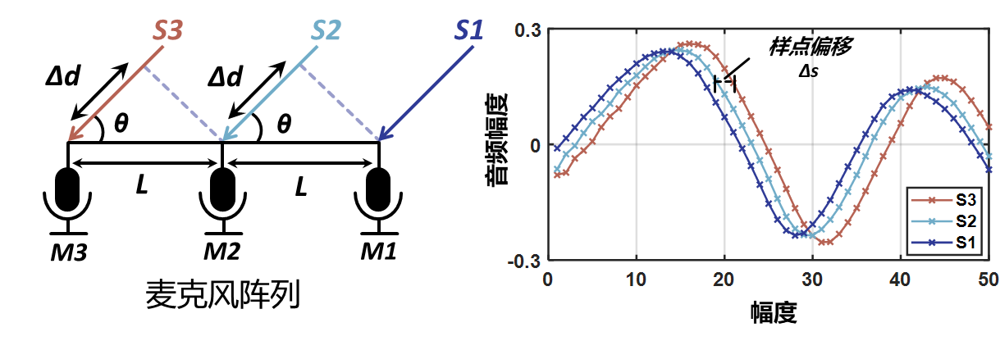 S3 S2 S1
Δd Δd
θ θ
L L
M3 M2 M1
麦克风阵列
0.3
0
-0.3
音频幅度
样点偏移
Δs
S3
S2
S1
0 10 20 30 40 50
幅度